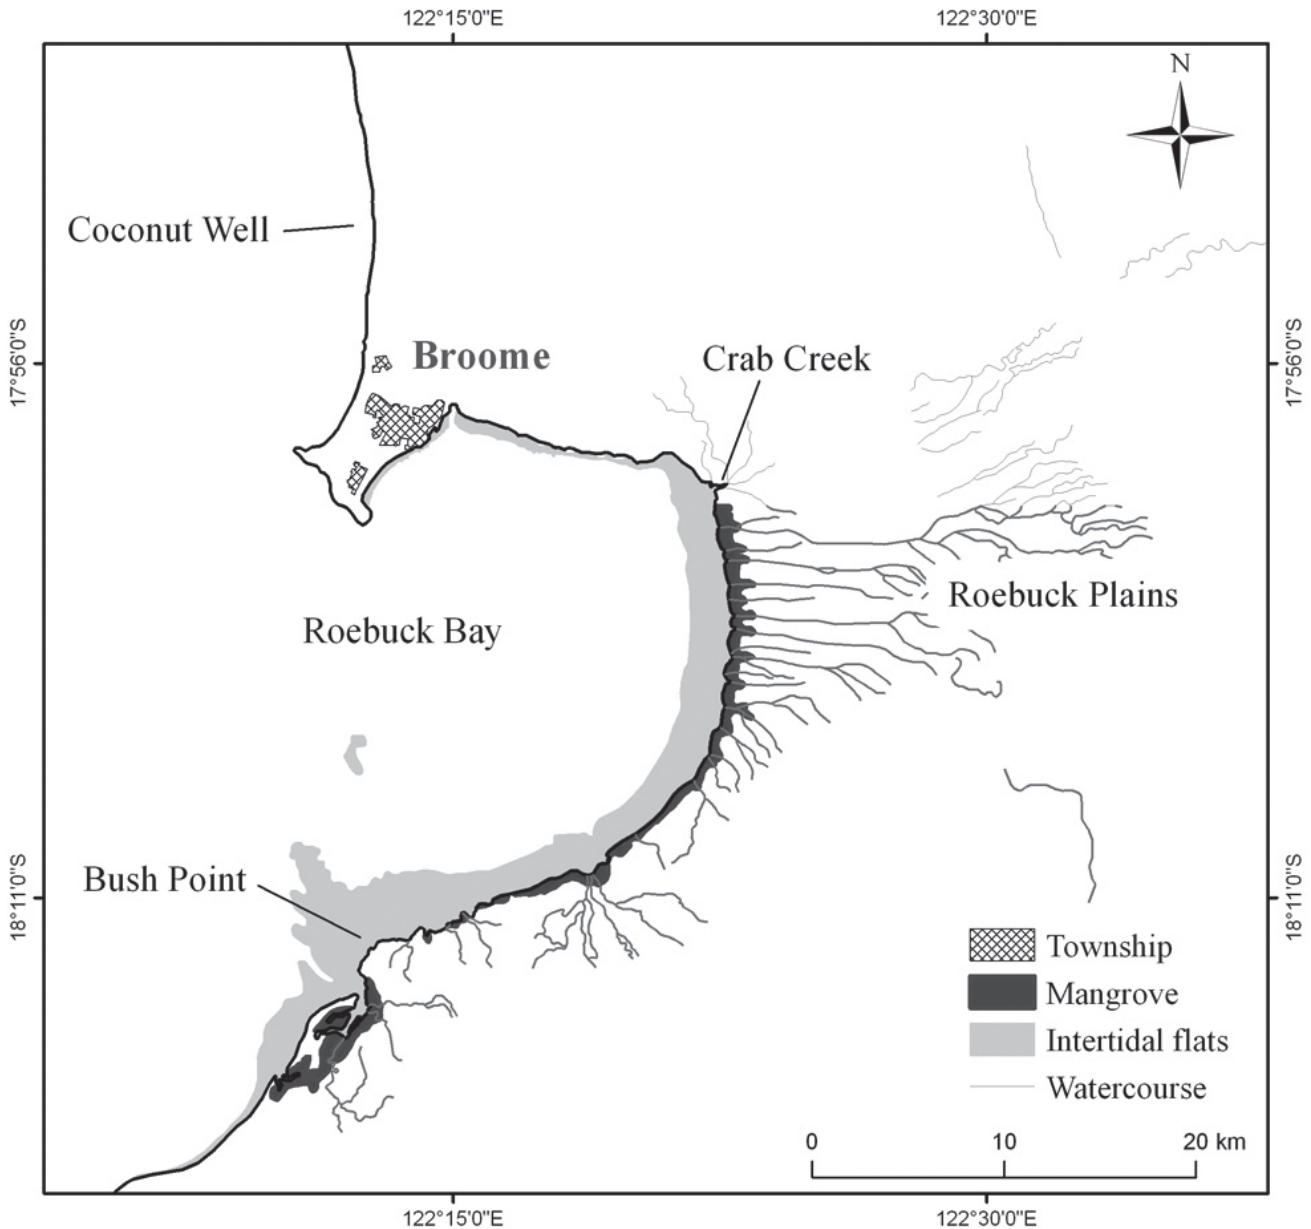 122°15'0"E 122°30'0"E
N
Coconut Well
17°56'0"S
17°56'0"S
Broome
Crab Creek
Roebuck Plains
Roebuck Bay
Bush Point
18°11'0"S
18°11'0"S
Township
Mangrove
Intertidal flats
Watercourse
0 10 20 km
122°15'0"E 122°30'0"E